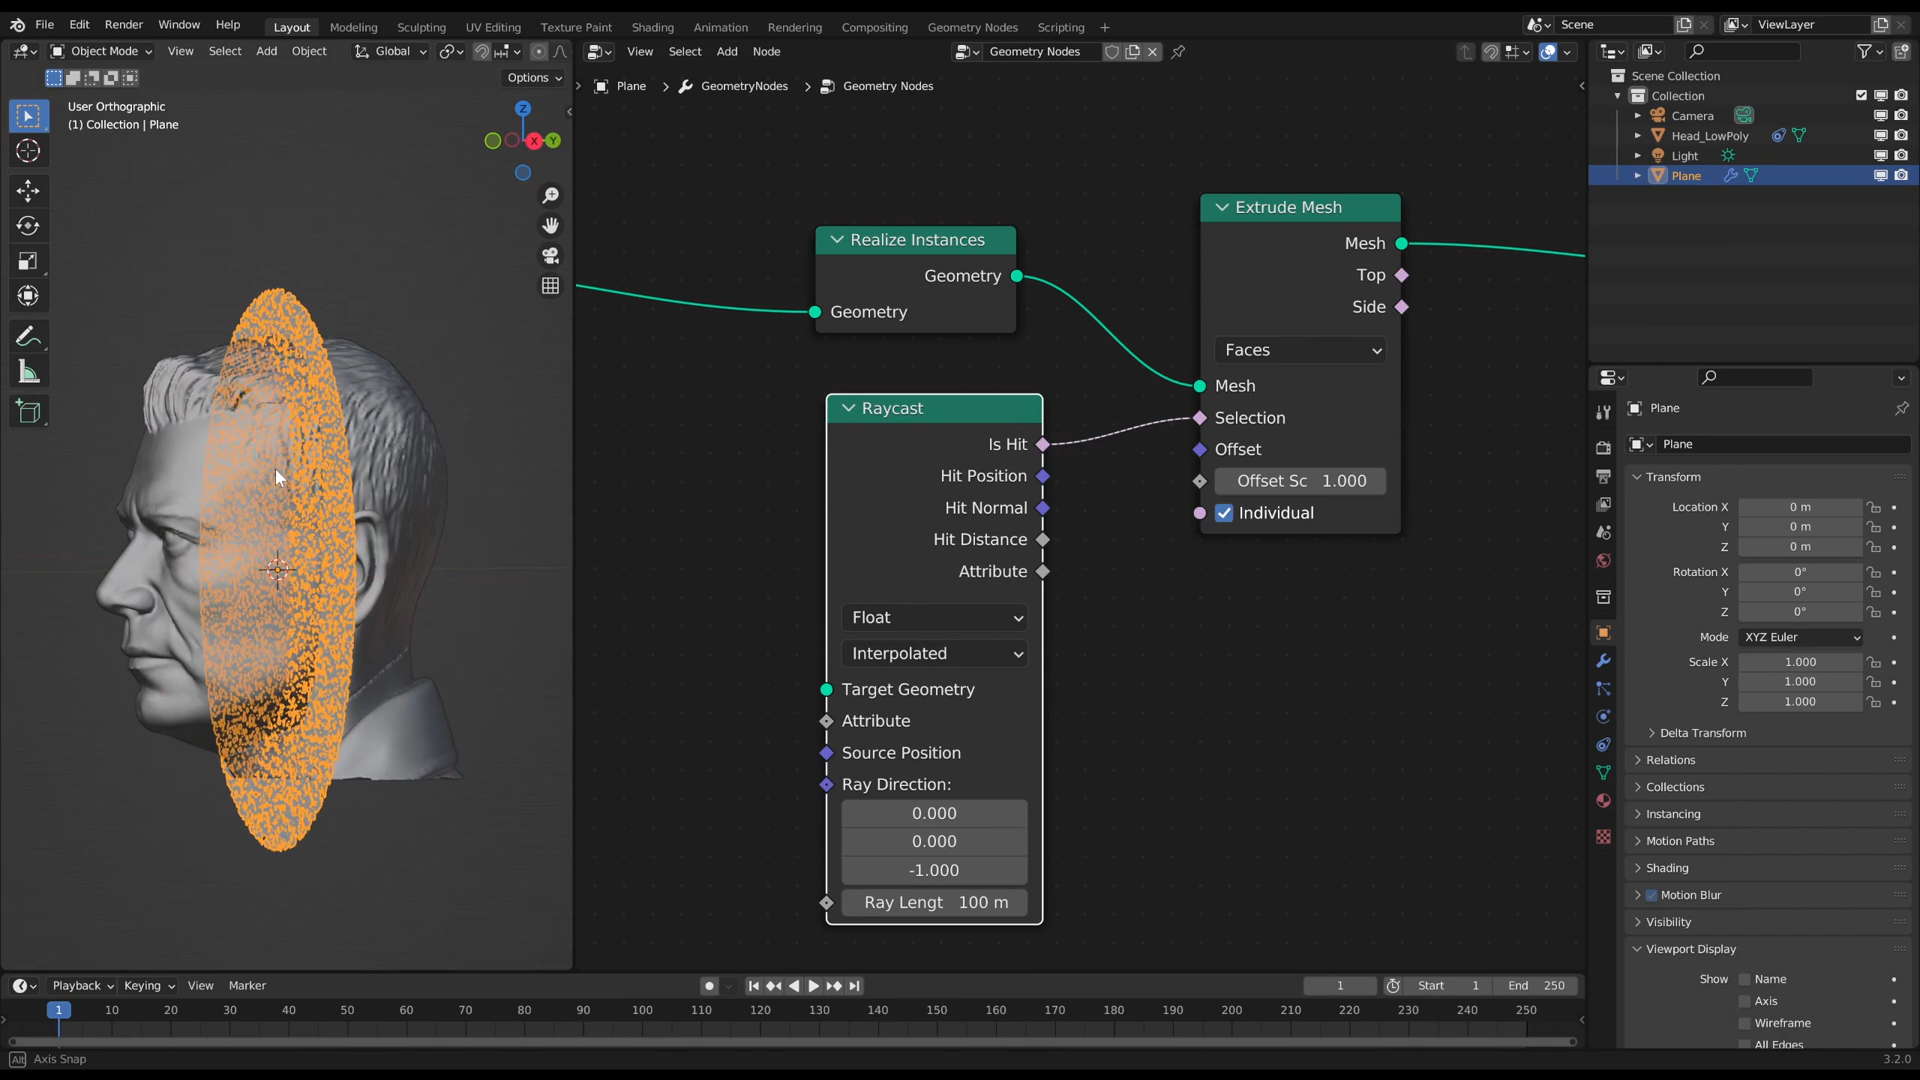 File Edit Render Window Help Layout Modeling Sculpting UV Editing Texture Paint Shading Animation Rendering Compositing Geometry Nodes Scripting + Scene ViewLayer
Object Mode View Select Add Object Global View Select Add Node Geometry Nodes
Options
Plane > GeometryNodes > Geometry Nodes
User Orthographic
(1) Collection | Plane
Z
X
Y
Realize Instances
Geometry
Geometry
Raycast
Is Hit
Hit Position
Hit Normal
Hit Distance
Attribute
Float
Interpolated
Target Geometry
Attribute
Source Position
Ray Direction:
0.000
0.000
-1.000
Ray Lengt 100 m
Extrude Mesh
Mesh
Top
Side
Faces
Mesh
Selection
Offset
Offset Sc 1.000
Individual
Scene Collection
Collection
Camera
Head_LowPoly
Light
Plane
Plane
Plane
Transform
Location X 0 m
Y 0 m
Z 0 m
Rotation X 0°
Y 0°
Z 0°
Mode XYZ Euler
Scale X 1.000
Y 1.000
Z 1.000
Delta Transform
Relations
Collections
Instancing
Motion Paths
Shading
Motion Blur
Visibility
Viewport Display
Show Name
Axis
Wireframe
All Edges
Playback Keying View Marker 1 Start 1 End 250
1 10 20 30 40 50 60 70 80 90 100 110 120 130 140 150 160 170 180 190 200 210 220 230 240 250
Alt Axis Snap
3.2.0